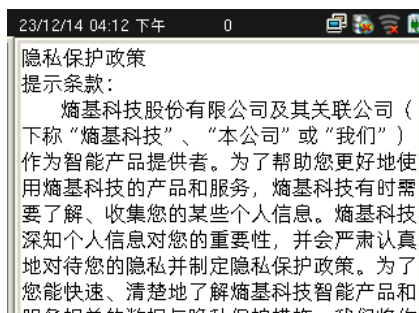 23/12/14 04:12 下午 0
隐私保护政策
提示条款:
熵基科技股份有限公司及其关联公司(
下称“熵基科技”、“本公司”或“我们”)
作为智能产品提供者。为了帮助您更好地使
用熵基科技的产品和服务,熵基科技有时需
要了解、收集您的某些个人信息。熵基科技
深知个人信息对您的重要性,并会严肃认真
地对待您的隐私并制定隐私保护政策。为了
您能快速、清楚地了解熵基科技智能产品和